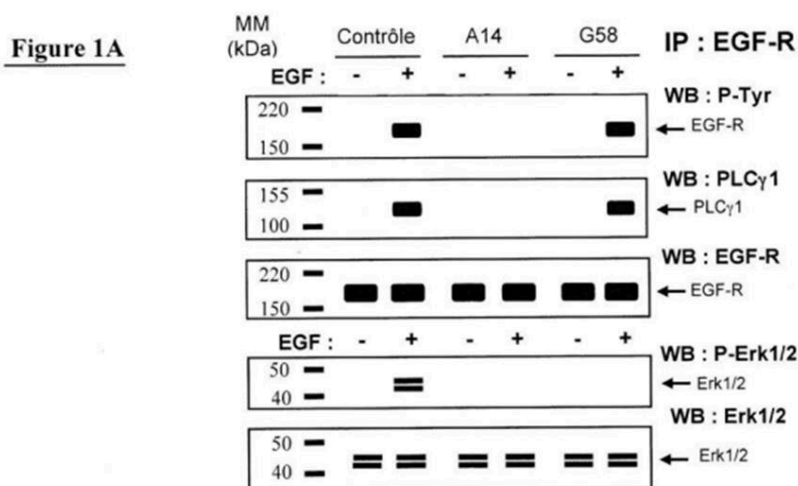 Figure 1A
MM
(kDa)
Contrôle A14 G58
IP : EGF-R
EGF : - + - + - +
WB : P-Tyr
220
EGF-R
150
WB : PLCγ1
155
PLCγ1
100
WB : EGF-R
220
EGF-R
150
EGF : - + - + - +
WB : P-Erk1/2
50
Erk1/2
40
WB : Erk1/2
50
Erk1/2
40